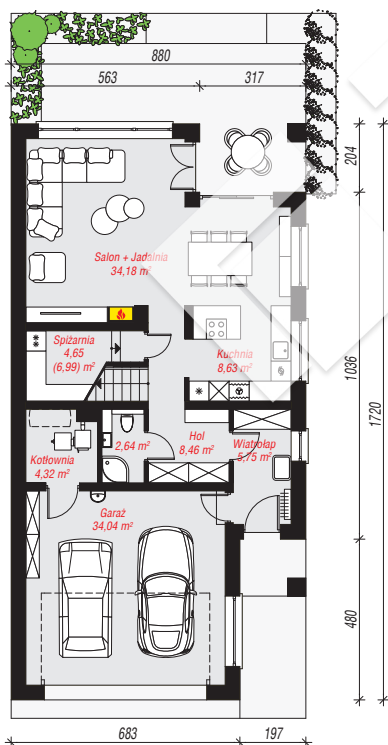 880
563 317
204
Salon + Jadalnia
34,18 m²
Spiżarnia
4,65
(6,99) m²
Kuchnia
8,63 m²
1036
1720
2,64 m²
Hol
8,46 m²
Wiatrołap
5,75 m²
Kotłownia
4,32 m²
Garaż
34,04 m²
480
683 197